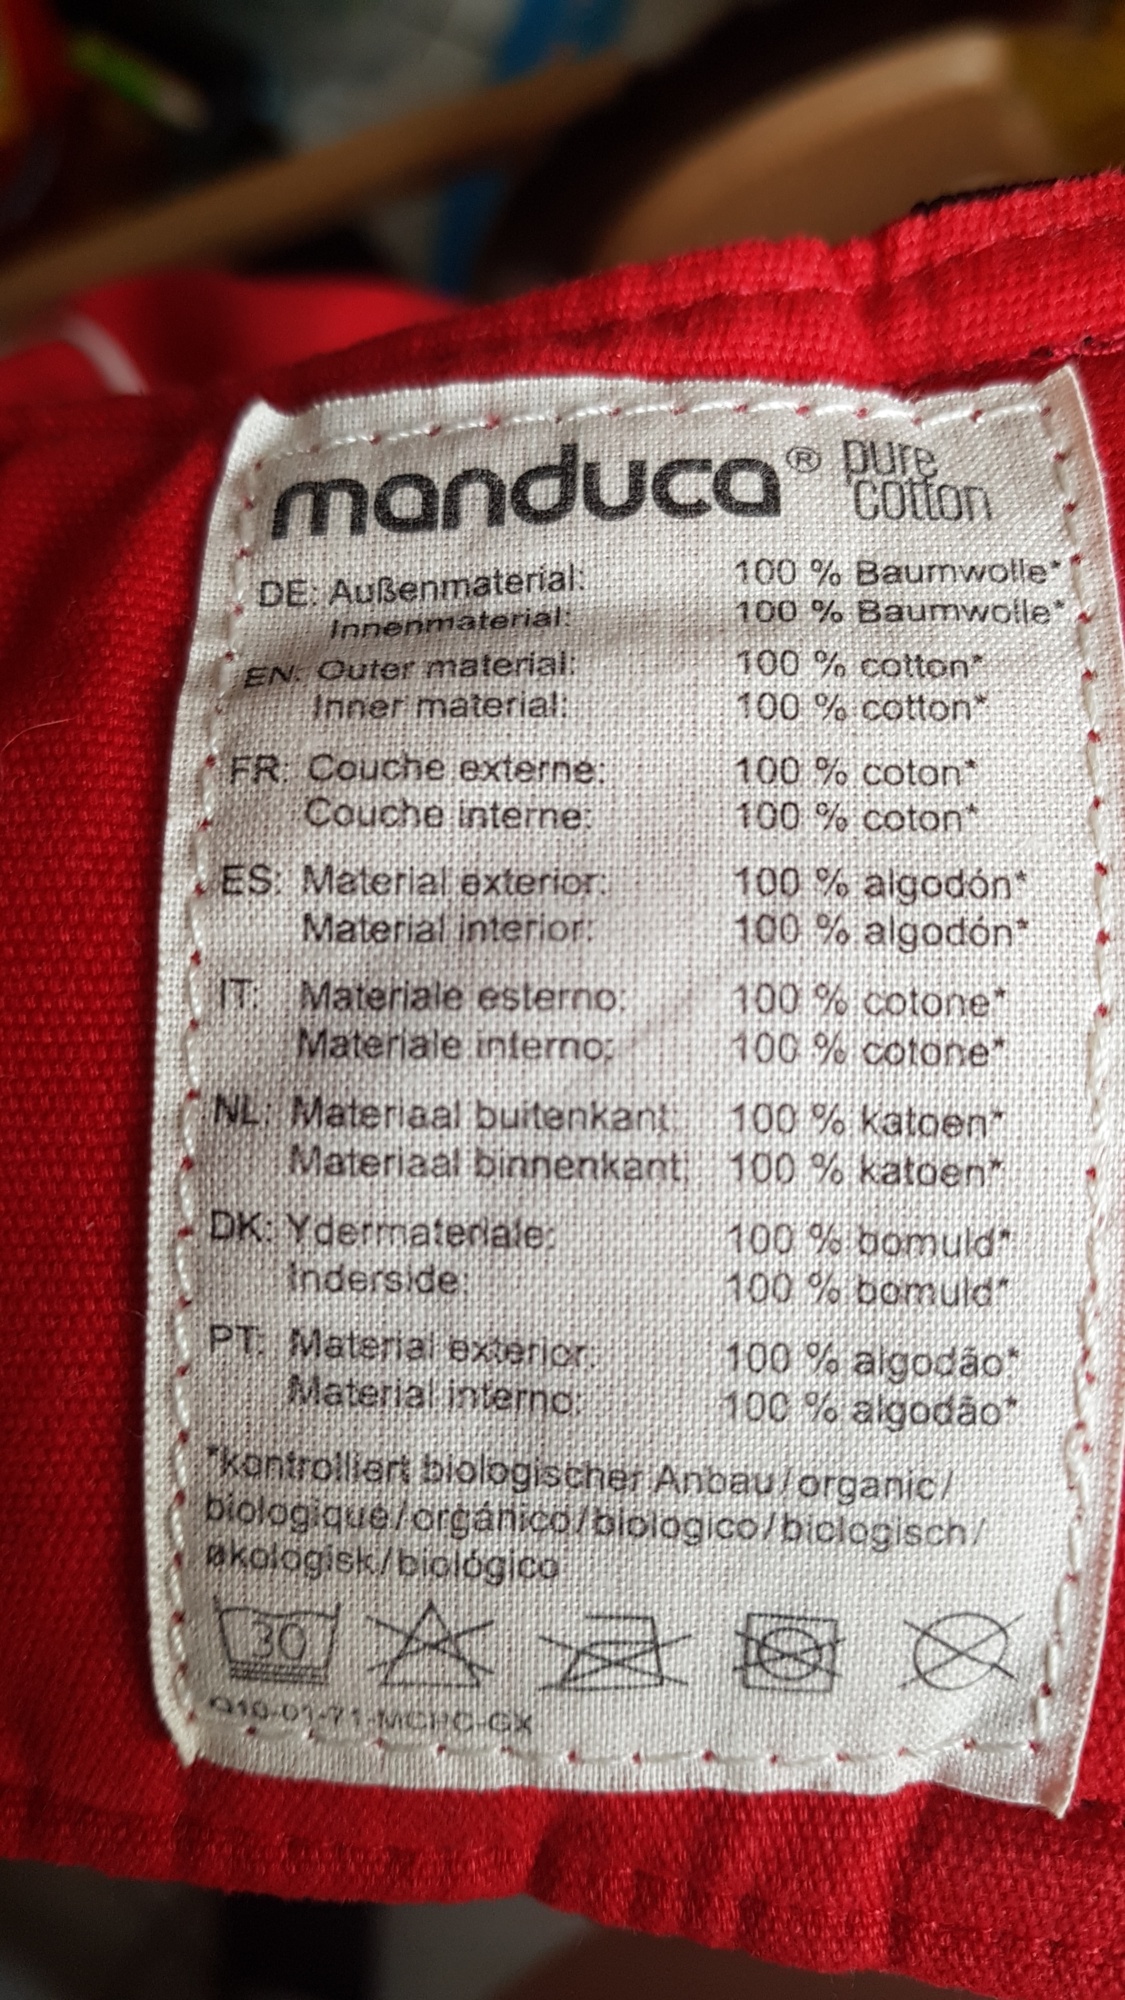 manduca® pure cotton
DE: Außenmaterial: 100 % Baumwolle*
Innenmaterial: 100 % Baumwolle*
EN: Outer material: 100 % cotton*
Inner material: 100 % cotton*
FR: Couche externe: 100 % coton*
Couche interne: 100 % coton*
ES: Material exterior: 100 % algodón*
Material interior: 100 % algodón*
IT: Materiale esterno: 100 % cotone*
Materiale interno: 100 % cotone*
NL: Materiaal buitenkant: 100 % katoen*
Materiaal binnenkant: 100 % katoen*
DK: Ydermateriale: 100 % bomuld*
Inderside: 100 % bomuld*
PT: Material exterior: 100 % algodão*
Material interno: 100 % algodão*
*kontrolliert biologischer Anbau/organic/
biologique/orgánico/biologico/biologisch/
økologisk/biológico
30